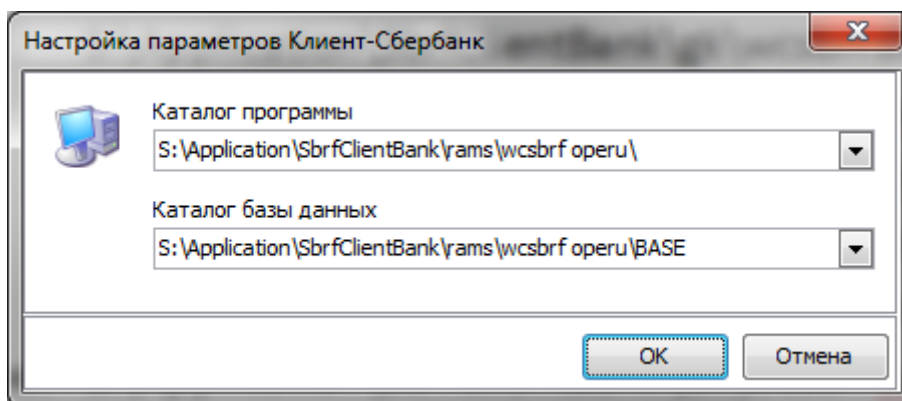 Настройка параметров Клиент-Сбербанк
Каталог программы
S:\Application\SbrfClientBank\rams\wcsbrf operu\
Каталог базы данных
S:\Application\SbrfClientBank\rams\wcsbrf operu\BASE
OK
Отмена